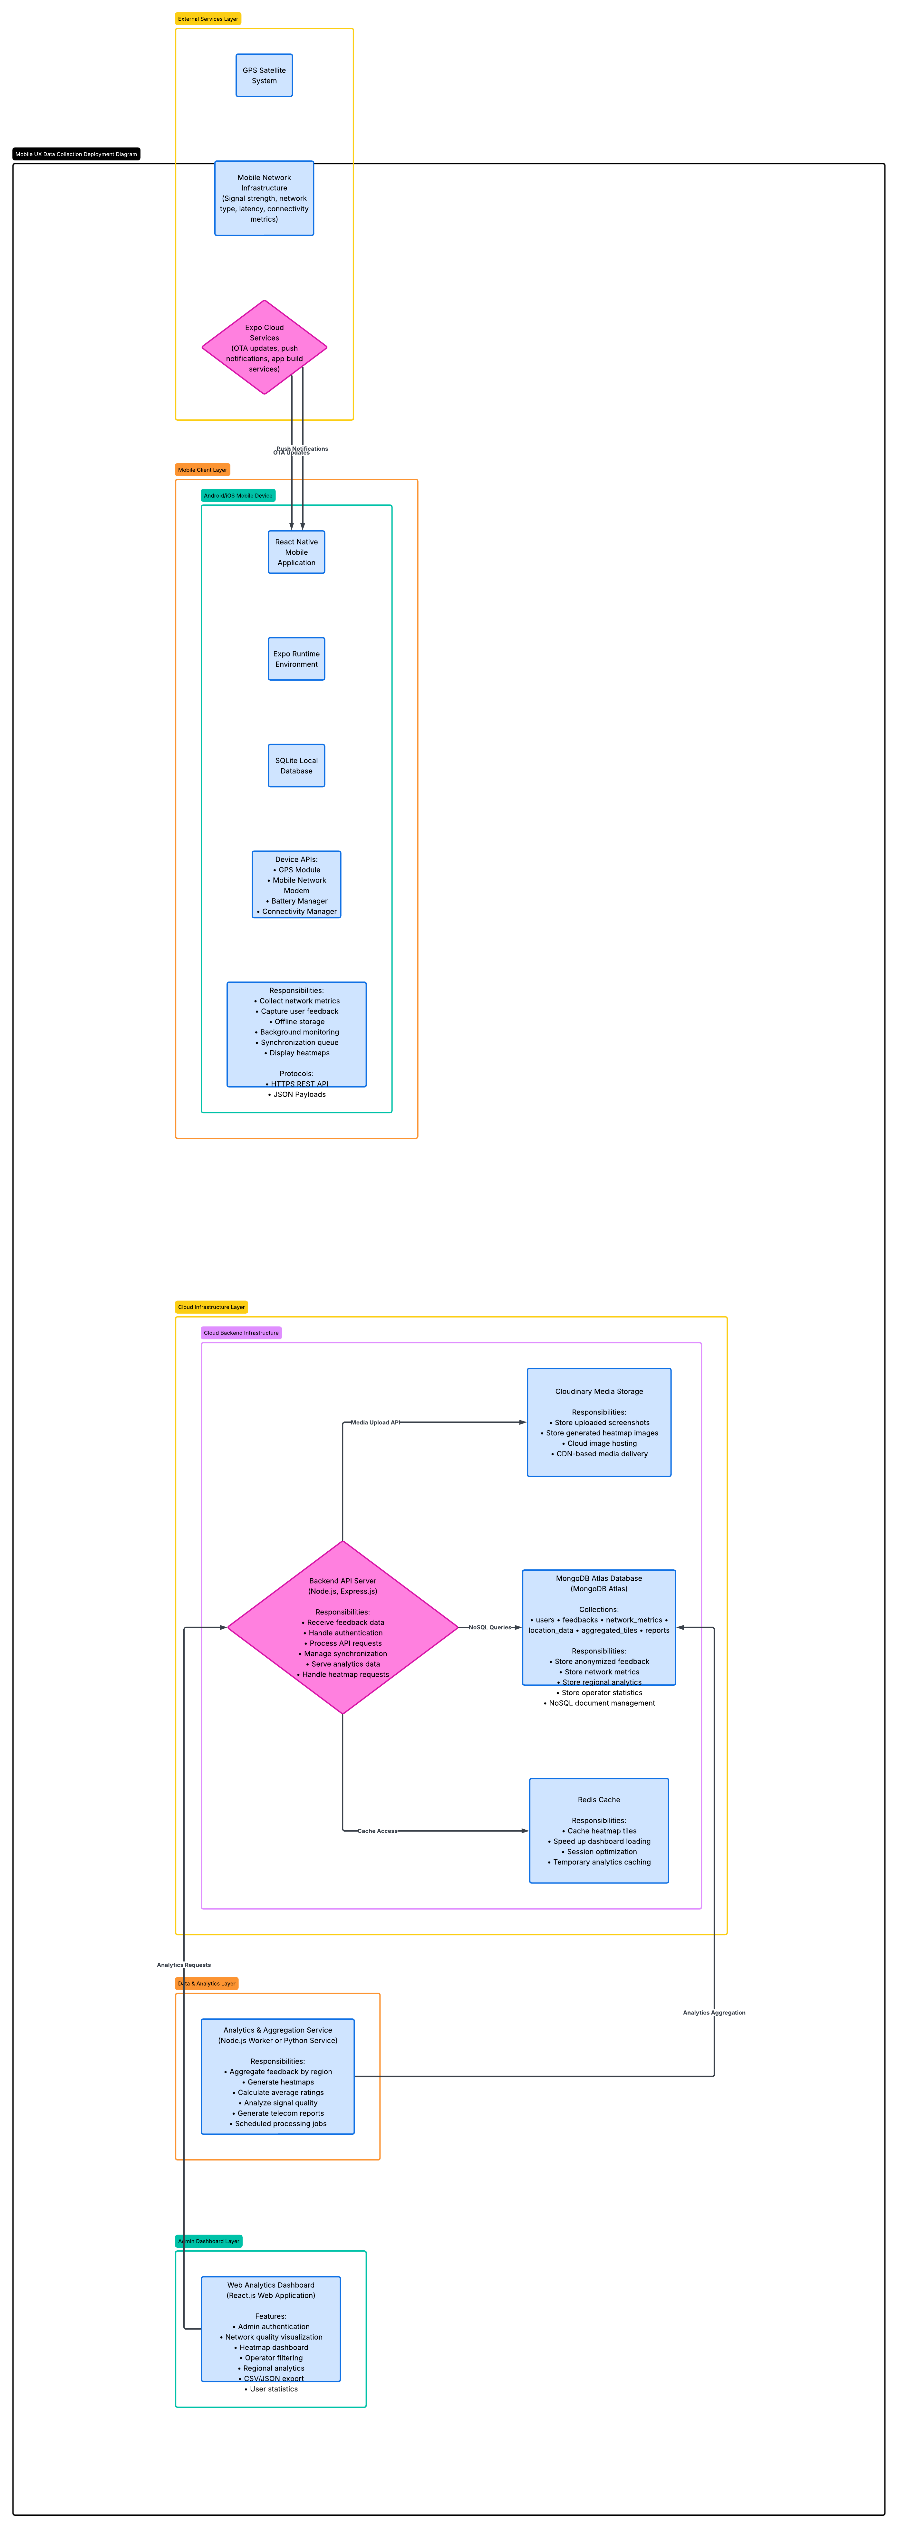 External Services Layer
GPS Satellite
System
Mobile UX Data Collection Deployment Diagram
Mobile Network
Infrastructure
(Signal strength, network
type, latency, connectivity
metrics)
Expo Cloud
Services
(OTA updates, push
notifications, app build
services)
Push Notifications
OTA Updates
Mobile Client Layer
Android/iOS Mobile Device
React Native
Mobile
Application
Expo Runtime
Environment
SQLite Local
Database
Device APIs:
• GPS Module
• Mobile Network
Modem
• Battery Manager
• Connectivity Manager
Responsibilities:
• Collect network metrics
• Capture user feedback
• Offline storage
• Background monitoring
• Synchronization queue
• Display heatmaps
Protocols:
• HTTPS REST API
• JSON Payloads
Cloud Infrastructure Layer
Cloud Backend Infrastructure
Cloudinary Media Storage
Responsibilities:
• Store uploaded screenshots
• Store generated heatmap images
• Cloud image hosting
• CDN-based media delivery
Media Upload API
Backend API Server
(Node.js, Express.js)
Responsibilities:
• Receive feedback data
• Handle authentication
• Process API requests
• Manage synchronization
• Serve analytics data
• Handle heatmap requests
NoSQL Queries
MongoDB Atlas Database
(MongoDB Atlas)
Collections:
• users • feedbacks • network_metrics •
location_data • aggregated_tiles • reports
Responsibilities:
• Store anonymized feedback
• Store network metrics
• Store regional analytics
• Store operator statistics
• NoSQL document management
Redis Cache
Responsibilities:
• Cache heatmap tiles
• Speed up dashboard loading
• Session optimization
• Temporary analytics caching
Cache Access
Analytics Requests
Data & Analytics Layer
Analytics & Aggregation Service
(Node.js Worker or Python Service)
Responsibilities:
• Aggregate feedback by region
• Generate heatmaps
• Calculate average ratings
• Analyze signal quality
• Generate telecom reports
• Scheduled processing jobs
Analytics Aggregation
Admin Dashboard Layer
Web Analytics Dashboard
(React.js Web Application)
Features:
• Admin authentication
• Network quality visualization
• Heatmap dashboard
• Operator filtering
• Regional analytics
• CSV/JSON export
• User statistics